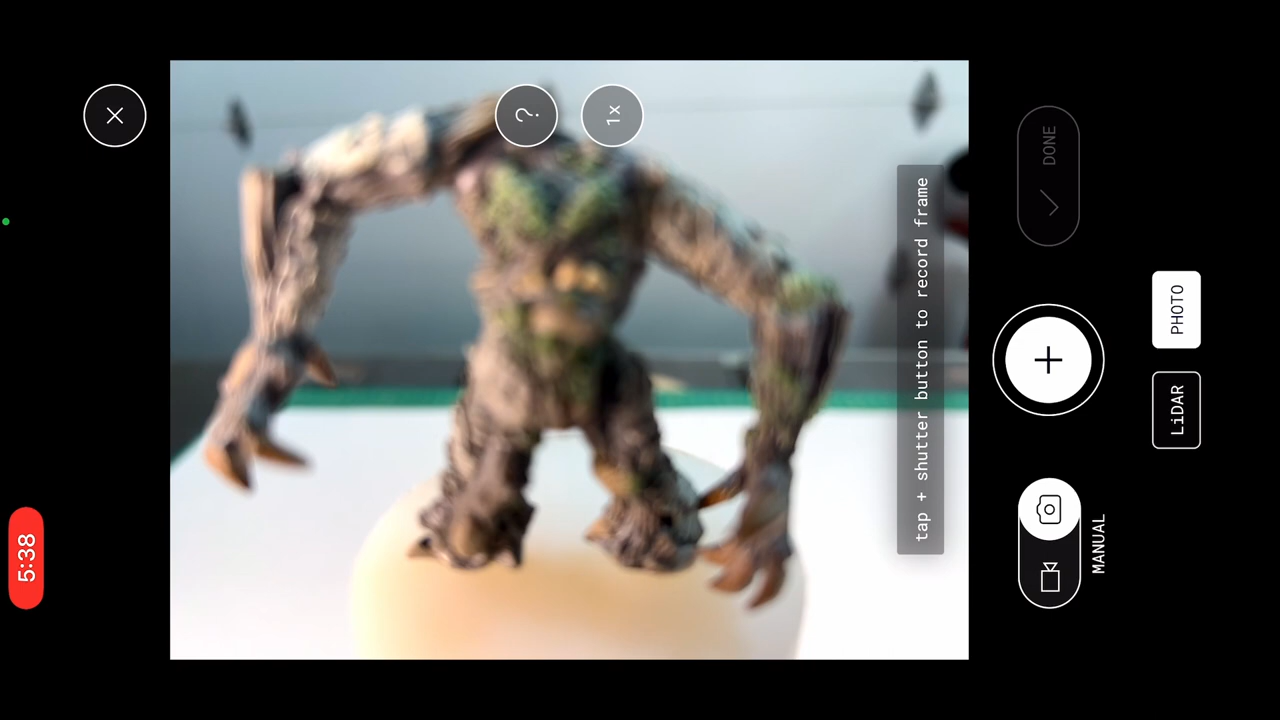 ?
1x
tap + shutter button to record frame
DONE
PHOTO
LiDAR
MANUAL
5:38